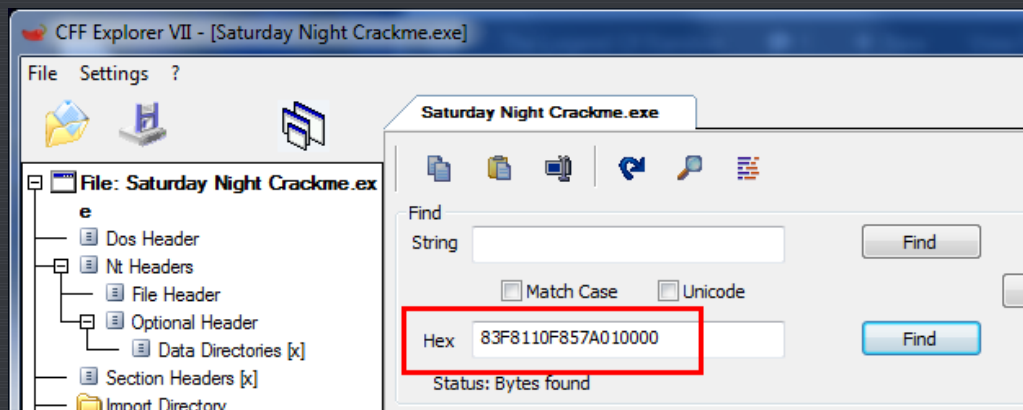 CFF Explorer VII - [Saturday Night Crackme.exe]
File Settings ?
Saturday Night Crackme.exe
File: Saturday Night Crackme.ex
e
Dos Header
Nt Headers
File Header
Optional Header
Data Directories [x]
Section Headers [x]
Import Directory
Find
String
Find
Match Case
Unicode
Hex
83F8110F857A010000
Find
Status: Bytes found